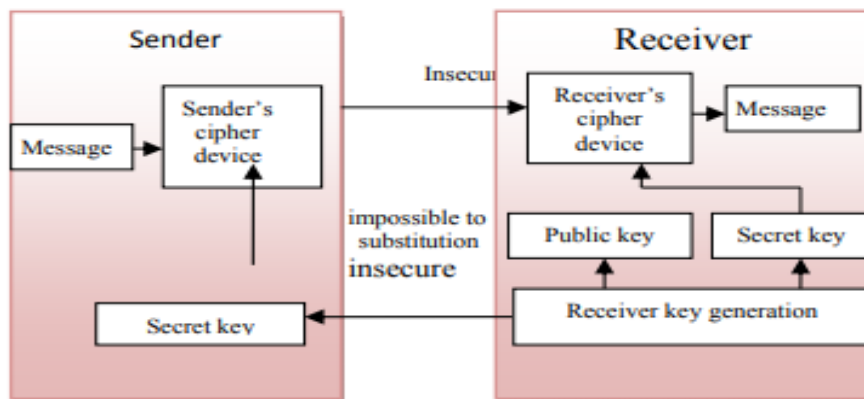 Sender
Message
Sender's
cipher
device
Secret key
Insecur
impossible to
substitution
insecure
Receiver
Receiver's
cipher
device
Message
Public key
Secret key
Receiver key generation